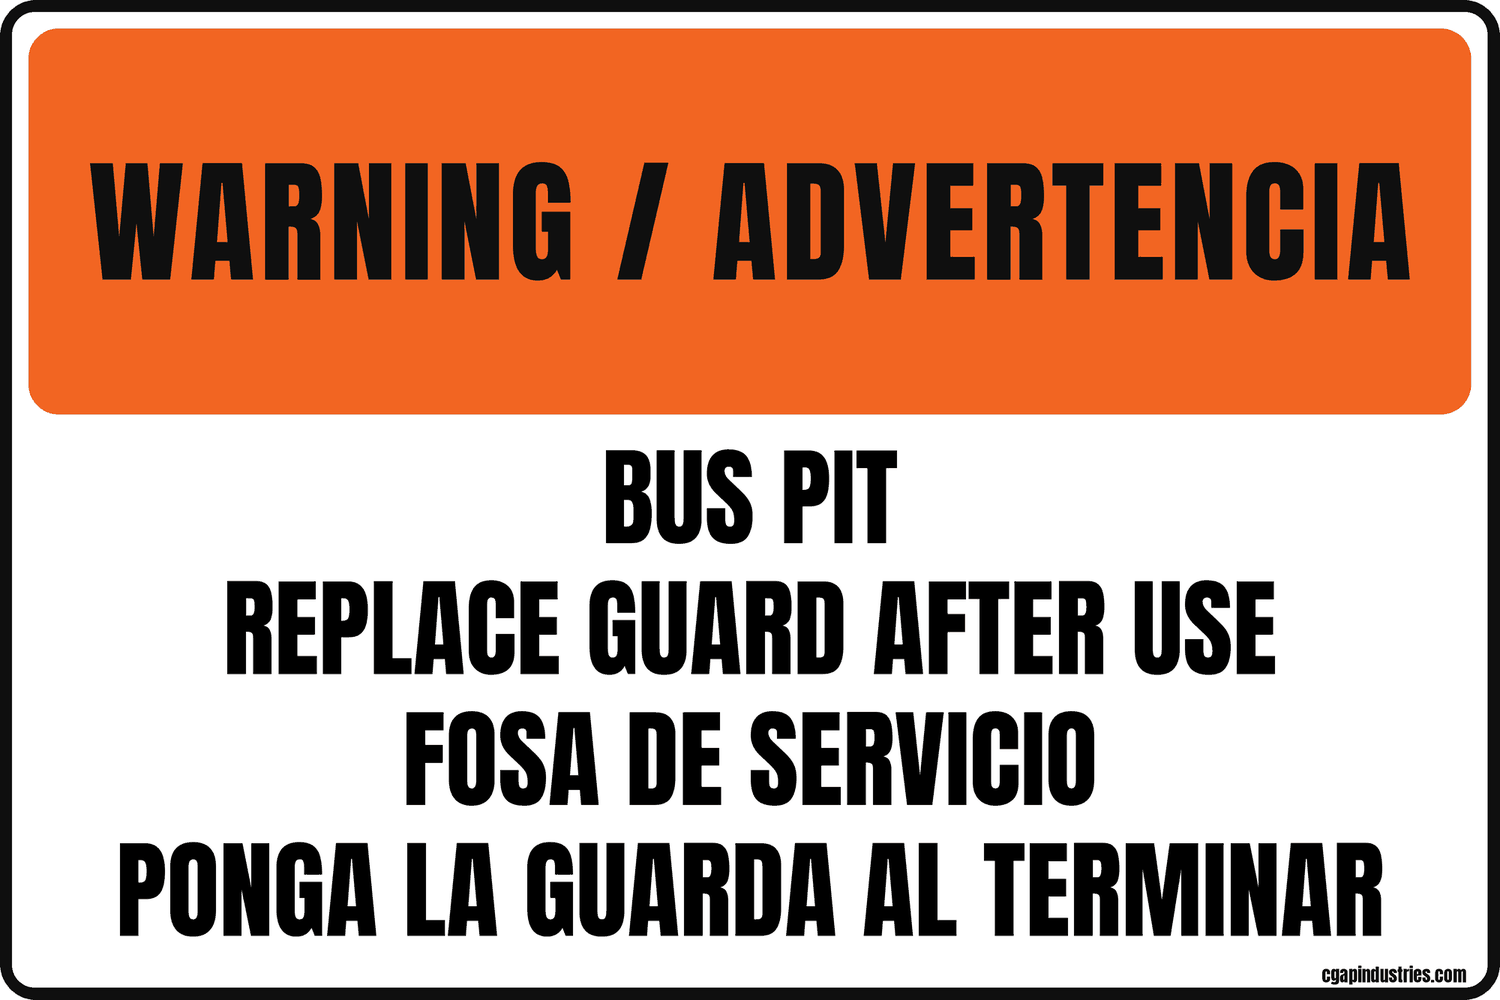 WARNING / ADVERTENCIA
BUS PIT
REPLACE GUARD AFTER USE
FOSA DE SERVICIO
PONGA LA GUARDA AL TERMINAR
cgapindustries.com